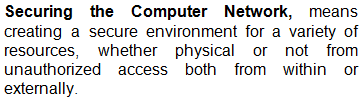 Securing the Computer Network, means
creating a secure environment for a variety of
resources, whether physical or not from
unauthorized access both from within or
externally.